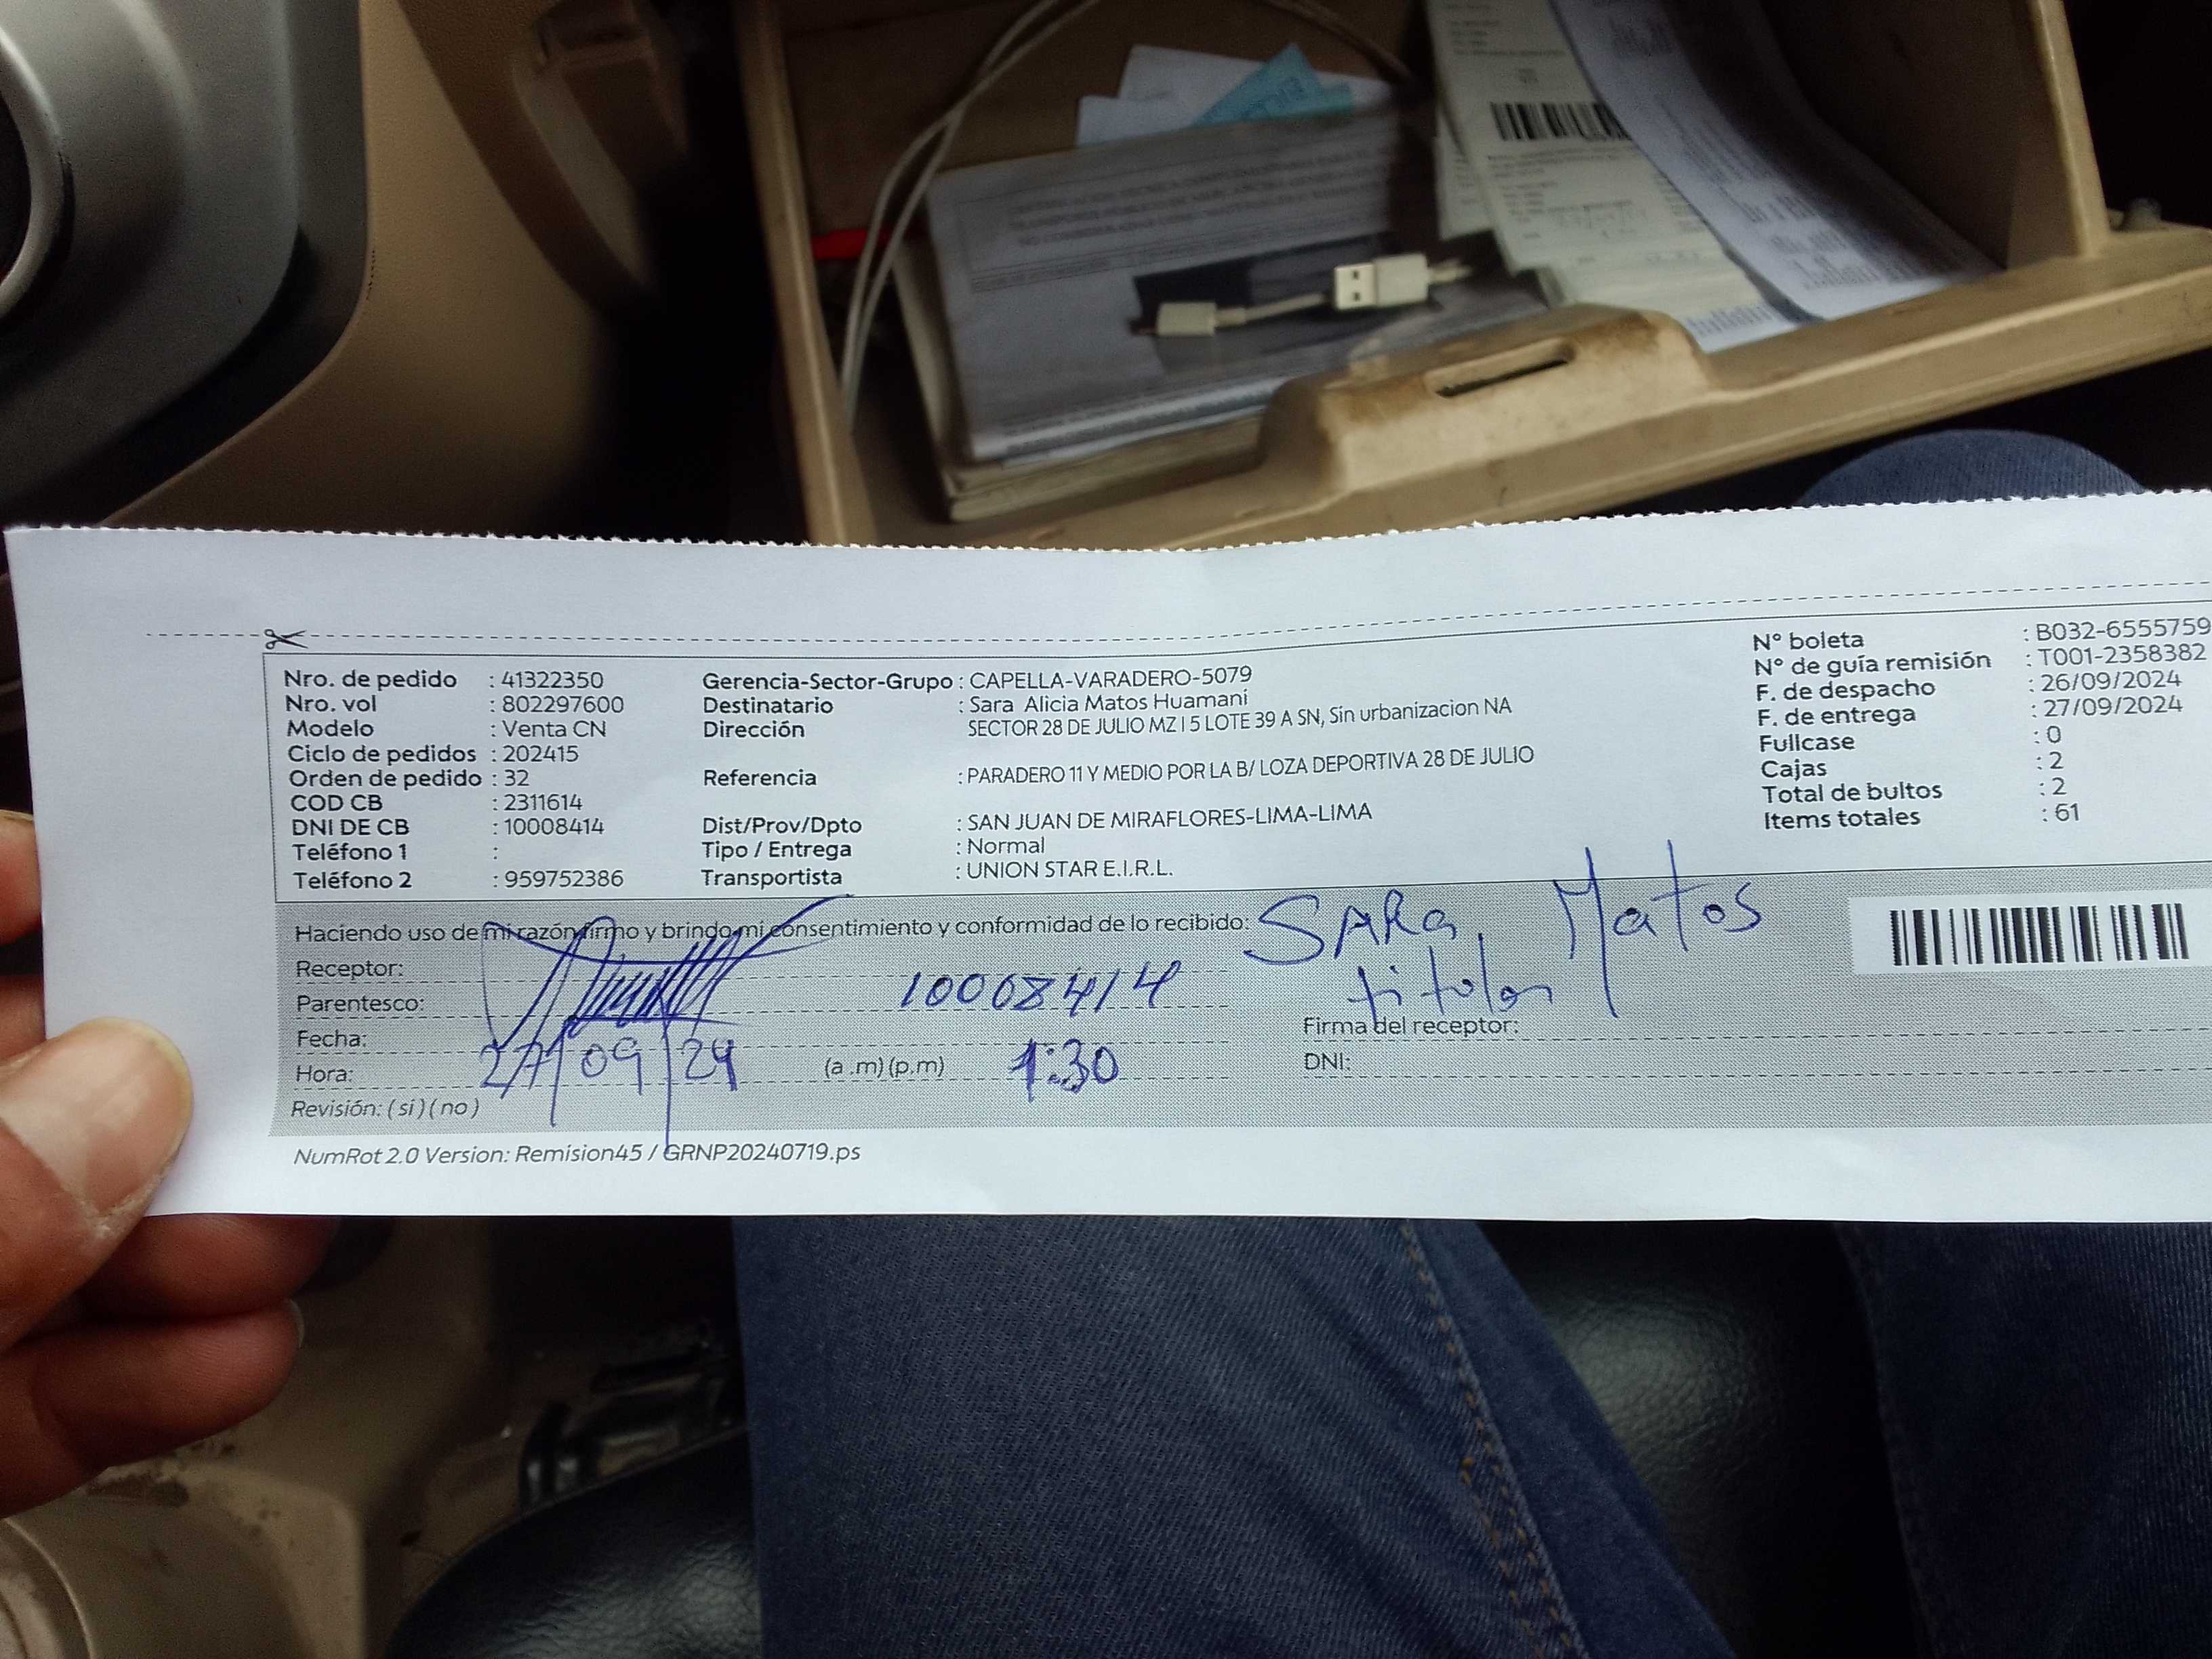 Nro. de pedido : 41322350
Nro. vol : 802297600
Modelo : Venta CN
Ciclo de pedidos : 202415
Orden de pedido : 32
COD CB : 2311614
DNI DE CB : 10008414
Teléfono 1 :
Teléfono 2 : 959752386
Gerencia-Sector-Grupo : CAPELLA-VARADERO-5079
Destinatario : Sara Alicia Matos Huamani
Dirección SECTOR 28 DE JULIO MZ I 5 LOTE 39 A SN, Sin urbanizacion NA
Referencia : PARADERO 11 Y MEDIO POR LA B/ LOZA DEPORTIVA 28 DE JULIO
Dist/Prov/Dpto : SAN JUAN DE MIRAFLORES-LIMA-LIMA
Tipo / Entrega : Normal
Transportista : UNION STAR E.I.R.L.
N° boleta : B032-6555759
N° de guía remisión : T001-2358382
F. de despacho : 26/09/2024
F. de entrega : 27/09/2024
Fullcase : 0
Cajas : 2
Total de bultos : 2
Items totales : 61
Haciendo uso de mi razón firmo y brindo mi consentimiento y conformidad de lo recibido: SARA Matos
Receptor:
Parentesco: 10008414 titular
Fecha: Firma del receptor:
Hora: 27/09/24 (a .m) (p.m) 1:30 DNI:
Revisión: ( si ) ( no )
NumRot 2.0 Version: Remision45 / GRNP20240719.ps